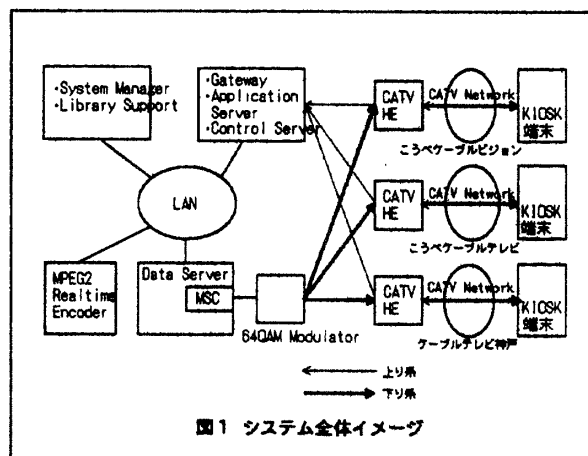 ・System Manager
・Library Support
・Gateway
・Application
Server
・Control Server
CATV
HE
CATV Network
KIOSK
端末
こうべケーブルビジョン
LAN
CATV
HE
CATV Network
KIOSK
端末
こうべケーブルテレビ
MPEG2
Realtime
Encoder
Data Server
MSC
64QAM Modulator
CATV
HE
CATV Network
KIOSK
端末
ケーブルテレビ神戸
上り系
下り系
図1 システム全体イメージ